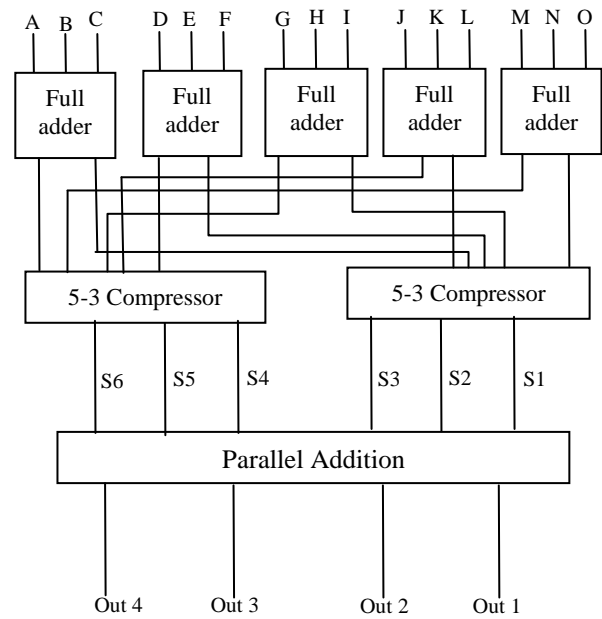 A B C D E F G H I J K L M N O
Full adder
Full adder
Full adder
Full adder
Full adder
5-3 Compressor
5-3 Compressor
S6 S5 S4 S3 S2 S1
Parallel Addition
Out 4 Out 3 Out 2 Out 1